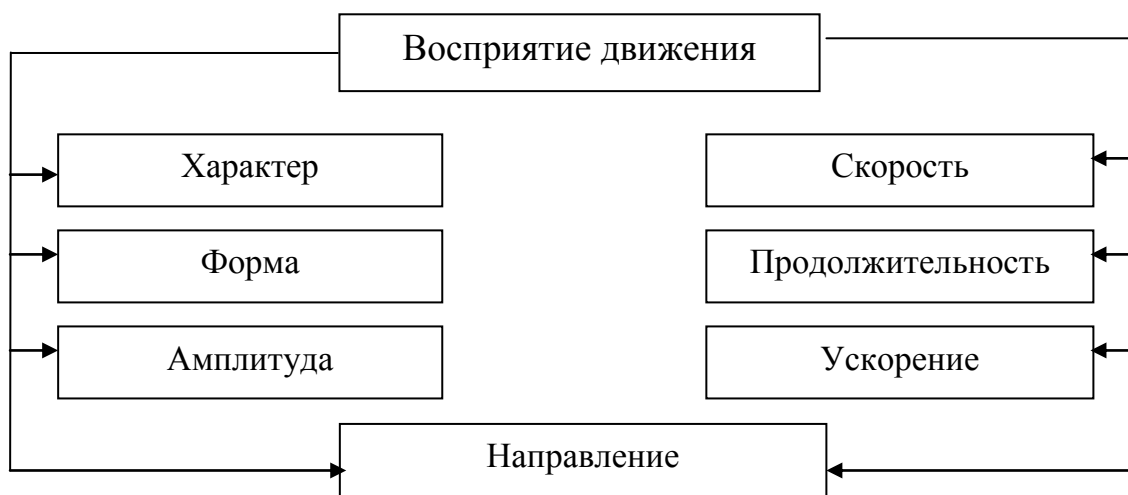 Восприятие движения
Характер
Скорость
Форма
Продолжительность
Амплитуда
Ускорение
Направление